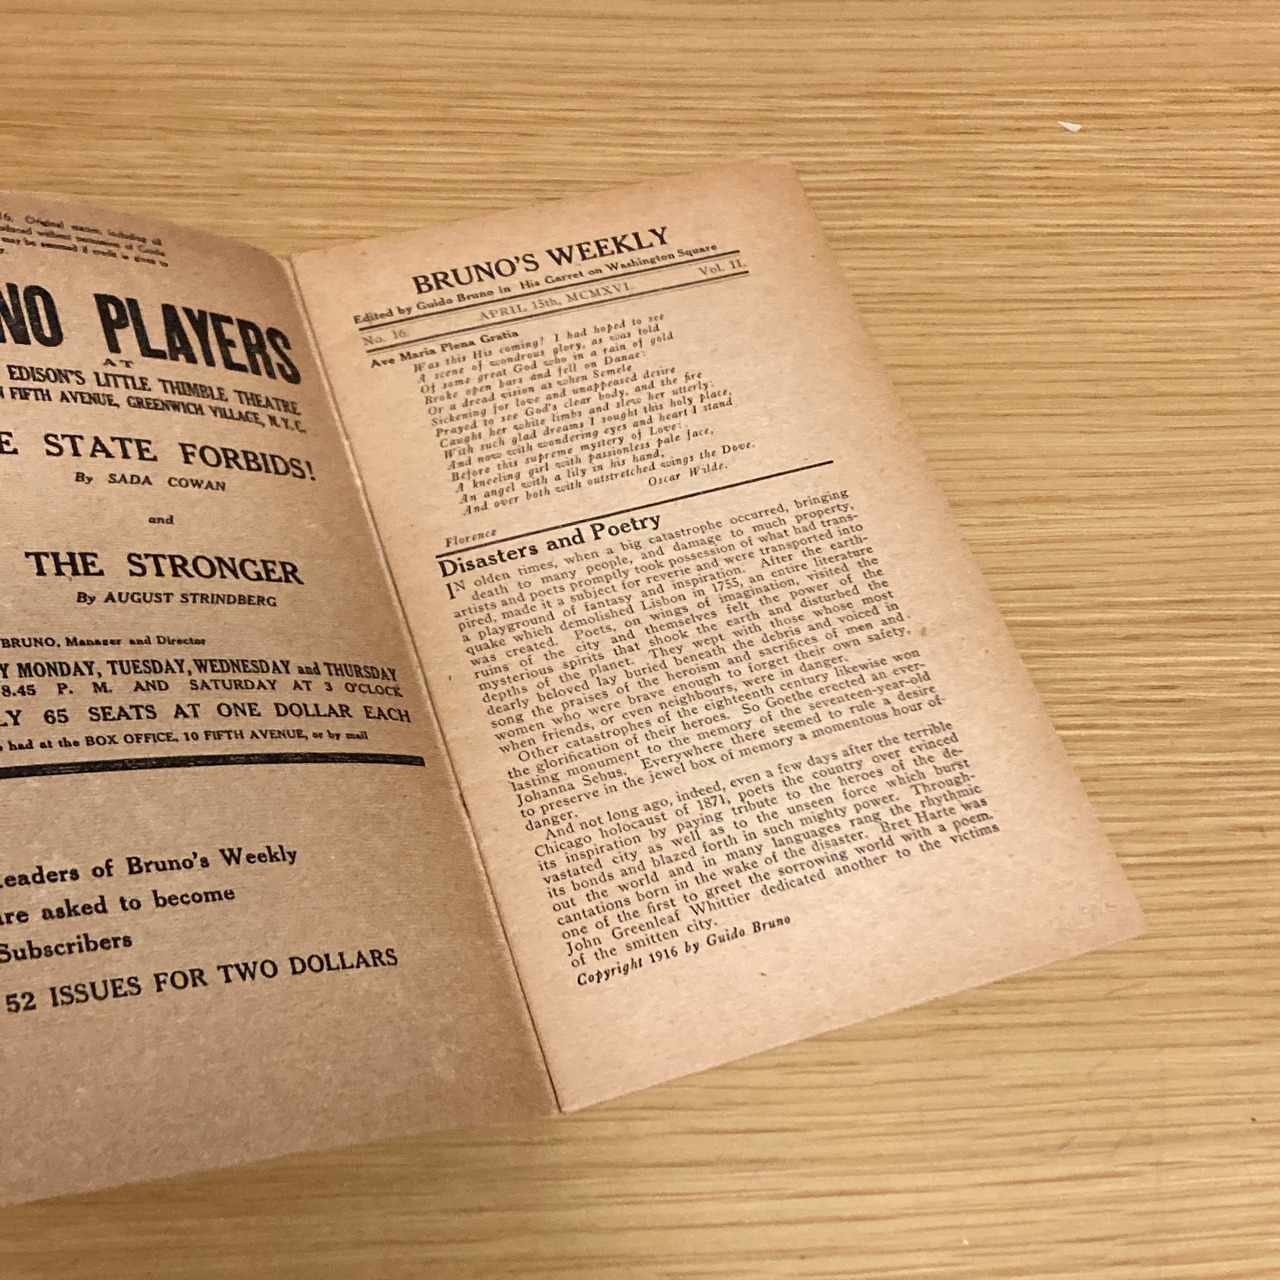 16. Original matter, including all
without permission of Guido
may be assumed if credit is given to
NO PLAYERS
AT
EDISON'S LITTLE THIMBLE THEATRE
FIFTH AVENUE, GREENWICH VILLAGE, N.Y.C.
E STATE FORBIDS!
By SADA COWAN
and
THE STRONGER
By AUGUST STRINDBERG
BRUNO, Manager and Director
Y MONDAY, TUESDAY, WEDNESDAY and THURSDAY
8.45 P. M. AND SATURDAY AT 3 O'CLOCK
LY 65 SEATS AT ONE DOLLAR EACH
had at the BOX OFFICE, 10 FIFTH AVENUE, or by mail
eaders of Bruno's Weekly
re asked to become
Subscribers
52 ISSUES FOR TWO DOLLARS
BRUNO'S WEEKLY
Edited by Guido Bruno in His Garret on Washington Square
No. 16. APRIL 15th, MCMXVI. Vol. II.
Ave Maria Plena Gratia
Was this His coming? I had hoped to see
A scene of wondrous glory, as was told
Of some great God who in a rain of gold
Broke open bars and fell on Danae:
Or a dread vision as when Semele
Sickening for love and unappeased desire
Prayed to see God's clear body, and the fire
Caught her white limbs and slew her utterly:
With such glad dreams I sought this holy place,
And now with wondering eyes and heart I stand
Before this supreme mystery of Love:
A kneeling girl with passionless pale face,
An angel with a lily in his hand,
And over both with outstretched wings the Dove.
Oscar Wilde.
Florence
Disasters and Poetry
IN olden times, when a big catastrophe occurred, bringing
death to many people, and damage to much property,
artists and poets promptly took possession of what had trans-
pired, made it a subject for reverie and were transported into
a playground of fantasy and inspiration. After the earth-
quake which demolished Lisbon in 1755, an entire literature
was created. Poets, on wings of imagination, visited the
ruins of the city and themselves felt the power of the
mysterious spirits that shook the earth and disturbed the
depths of the planet. They wept with those whose most
dearly beloved lay buried beneath the debris and voiced in
song the praises of the heroism and sacrifices of men and
women who were brave enough to forget their own safety,
when friends, or even neighbours, were in danger.
Other catastrophes of the eighteenth century likewise won
the glorification of their heroes. So Goethe erected an ever-
lasting monument to the memory of the seventeen-year-old
Johanna Sebus. Everywhere there seemed to rule a desire
to preserve in the jewel box of memory a momentous hour of
danger.
And not long ago, indeed, even a few days after the terrible
Chicago holocaust of 1871, poets the country over evinced
its inspiration by paying tribute to the heroes of the de-
vastated city as well as to the unseen force which burst
its bonds and blazed forth in such mighty power. Through-
out the world and in many languages rang the rhythmic
cantations born in the wake of the disaster. Bret Harte was
one of the first to greet the sorrowing world with a poem.
John Greenleaf Whittier dedicated another to the victims
of the smitten city.
Copyright 1916 by Guido Bruno